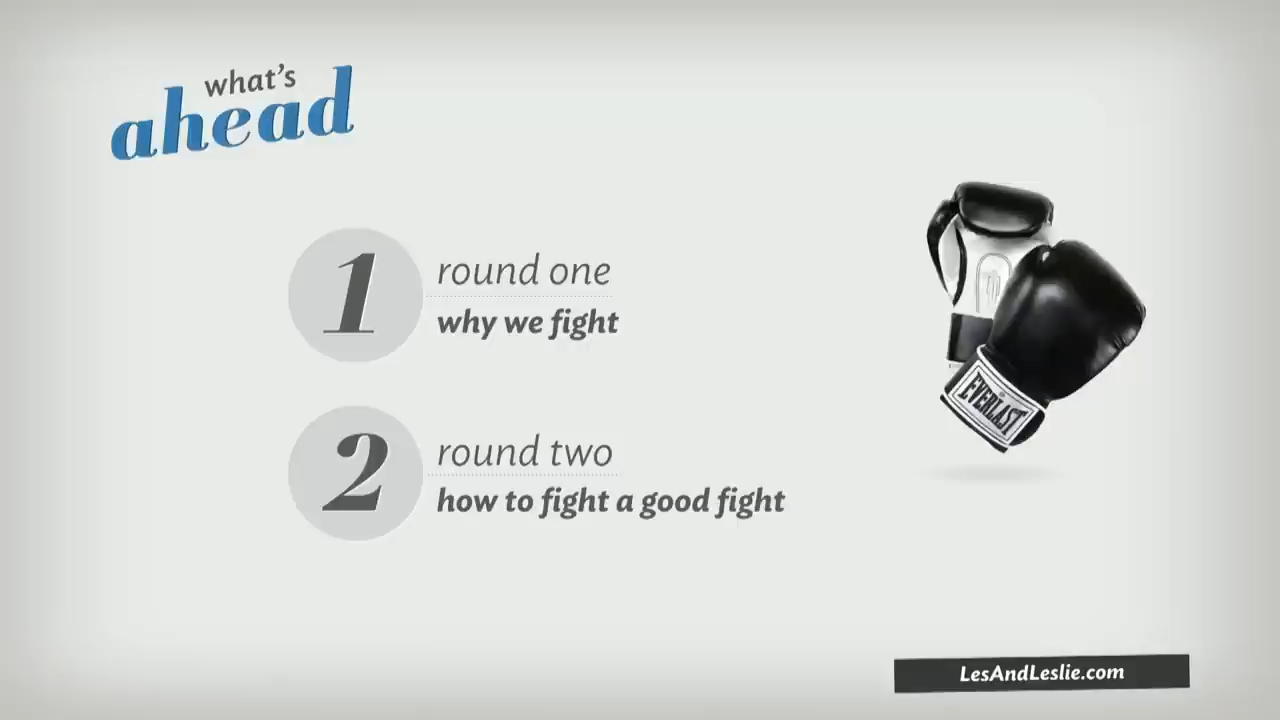 what's
ahead
1
round one
why we fight
2
round two
how to fight a good fight
EVERLAST
LesAndLeslie.com